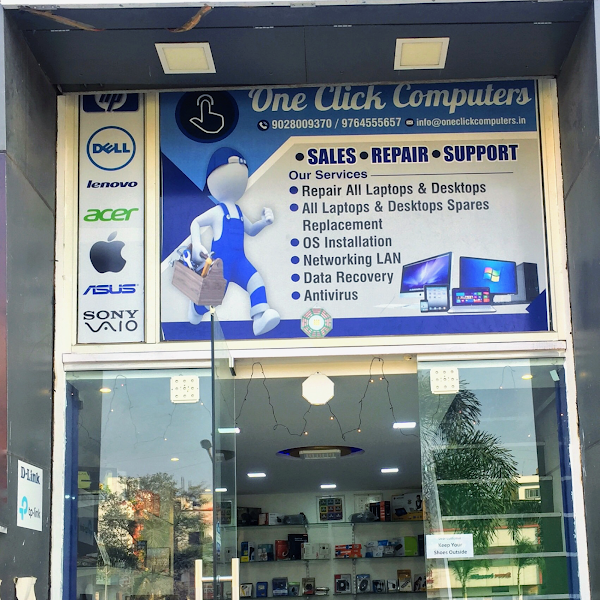 One Click Computers
9028009370 / 9764555657 info@oneclickcomputers.in
• SALES • REPAIR • SUPPORT
Our Services
• Repair All Laptops & Desktops
• All Laptops & Desktops Spares
Replacement
• OS Installation
• Networking LAN
• Data Recovery
• Antivirus
hp
DELL
lenovo
acer
ASUS
SONY
VAIO
D-Link
tp-link
Keep Your
Shoes Outside